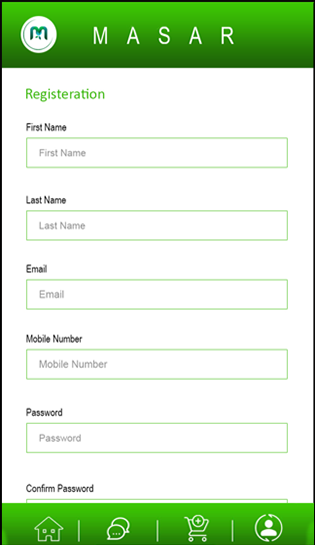 M
M A S A R
Registeration
First Name
First Name
Last Name
Last Name
Email
Email
Mobile Number
Mobile Number
Password
Password
Confirm Password